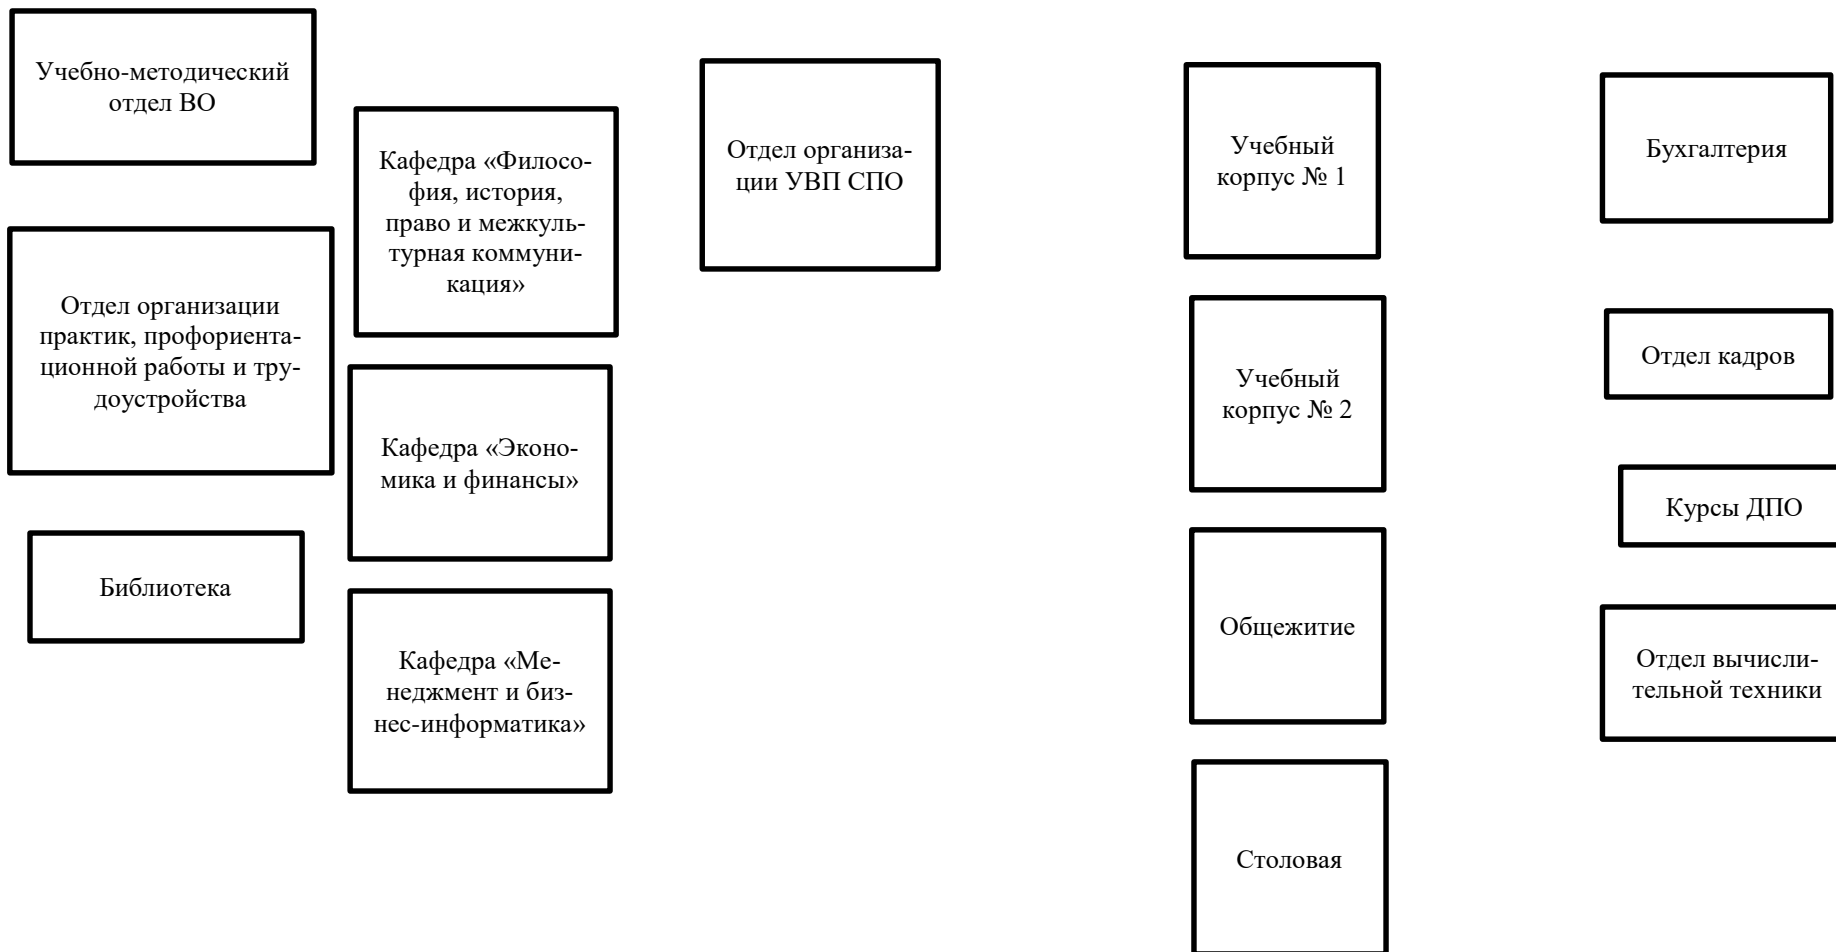 Учебно-методический
отдел ВО
Отдел организации
практик, профориента-
ционной работы и тру-
доустройства
Библиотека
Кафедра «Филосо-
фия, история,
право и межкуль-
турная коммуни-
кация»
Кафедра «Эконо-
мика и финансы»
Кафедра «Ме-
неджмент и биз-
нес-информатика»
Отдел организа-
ции УВП СПО
Учебный
корпус № 1
Учебный
корпус № 2
Общежитие
Столовая
Бухгалтерия
Отдел кадров
Курсы ДПО
Отдел вычисли-
тельной техники